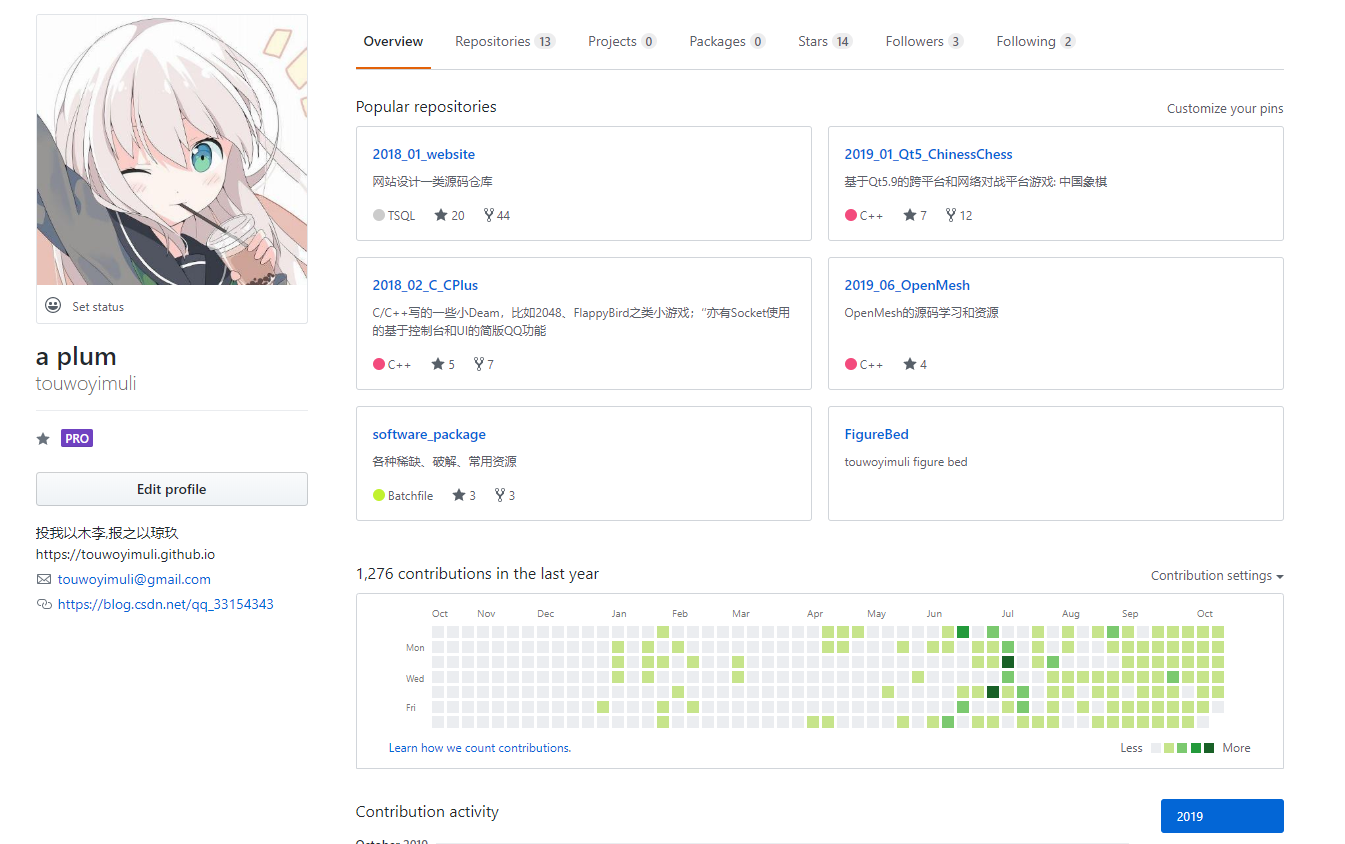 Overview Repositories 13 Projects 0 Packages 0 Stars 14 Followers 3 Following 2
Set status
a plum
touwoyimuli
PRO
Edit profile
投我以木李,报之以琼玖
https://touwoyimuli.github.io
touwoyimuli@gmail.com
https://blog.csdn.net/qq_33154343
Popular repositories
Customize your pins
2018_01_website
网站设计一类源码仓库
TSQL 20 44
2019_01_Qt5_ChinessChess
基于Qt5.9的跨平台和网络对战平台游戏: 中国象棋
C++ 7 12
2018_02_C_CPlus
C/C++写的一些小Deam，比如2048、FlappyBird之类小游戏；“亦有Socket使用
的基于控制台和UI的简版QQ功能
C++ 5 7
2019_06_OpenMesh
OpenMesh的源码学习和资源
C++ 4
software_package
各种稀缺、破解、常用资源
Batchfile 3 3
FigureBed
touwoyimuli figure bed
1,276 contributions in the last year
Contribution settings
Oct Nov Dec Jan Feb Mar Apr May Jun Jul Aug Sep Oct
Mon
Wed
Fri
Learn how we count contributions.
Less More
Contribution activity
2019
October 2019